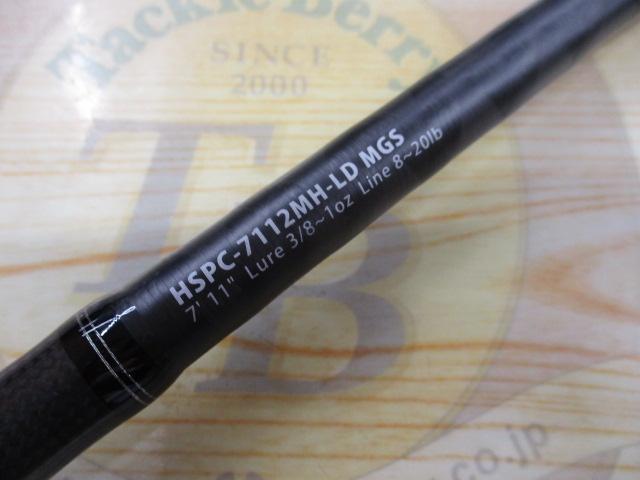 Tackle Berry
SINCE
2000
TB
HSPC-7112MH-LD MGS
7'11" Lure 3/8~1oz Line 8~20lb
.co.jp